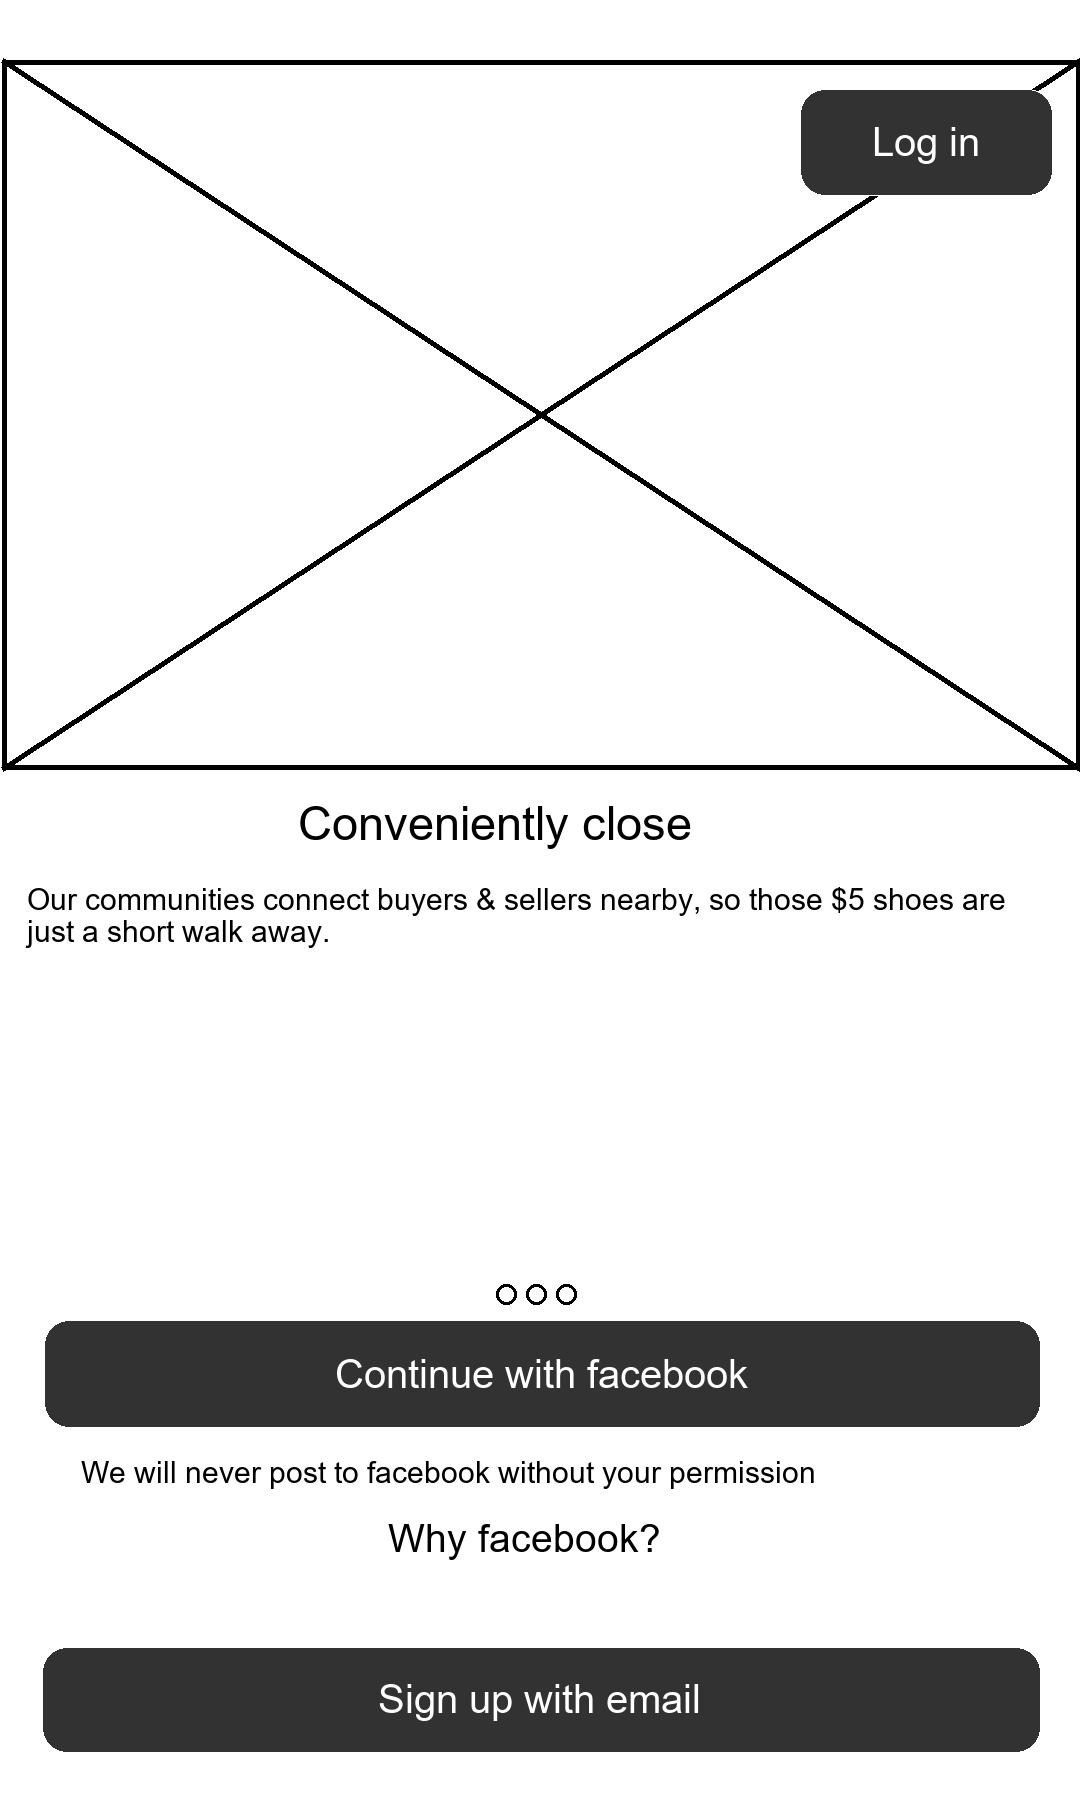 Log in
Conveniently close
Our communities connect buyers & sellers nearby, so those $5 shoes are
just a short walk away.
Continue with facebook
We will never post to facebook without your permission
Why facebook?
Sign up with email